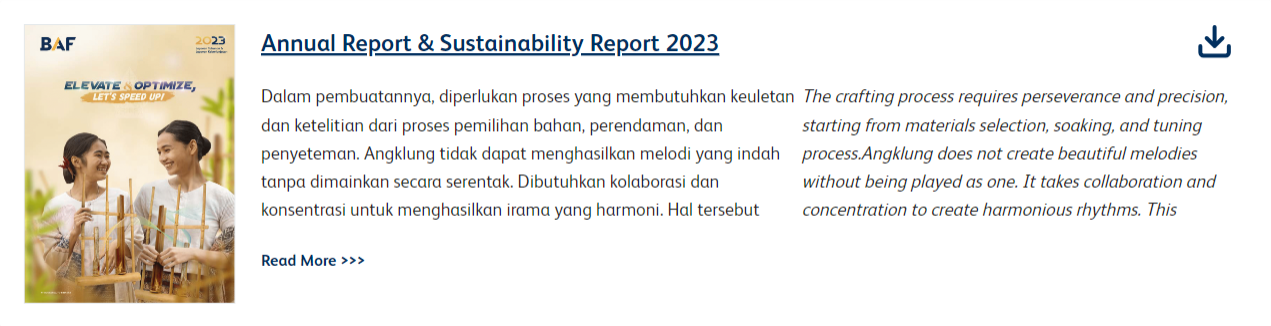 BAF
2023
ELEVATE & OPTIMIZE,
LET'S SPEED UP!
Annual Report & Sustainability Report 2023
Dalam pembuatannya, diperlukan proses yang membutuhkan keuletan
dan ketelitian dari proses pemilihan bahan, perendaman, dan
penyeteman. Angklung tidak dapat menghasilkan melodi yang indah
tanpa dimainkan secara serentak. Dibutuhkan kolaborasi dan
konsentrasi untuk menghasilkan irama yang harmoni. Hal tersebut
The crafting process requires perseverance and precision,
starting from materials selection, soaking, and tuning
process.Angklung does not create beautiful melodies
without being played as one. It takes collaboration and
concentration to create harmonious rhythms. This
Read More >>>